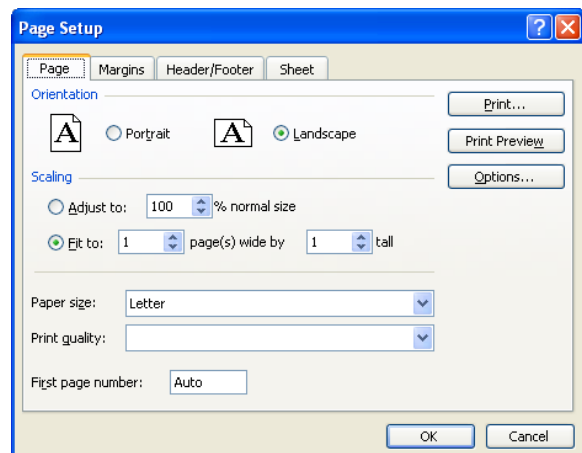 Page Setup
Page Margins Header/Footer Sheet
Orientation
A Portrait A Landscape
Print...
Print Preview
Scaling
Options...
Adjust to: 100 % normal size
Fit to: 1 page(s) wide by 1 tall
Paper size: Letter
Print quality:
First page number: Auto
OK Cancel